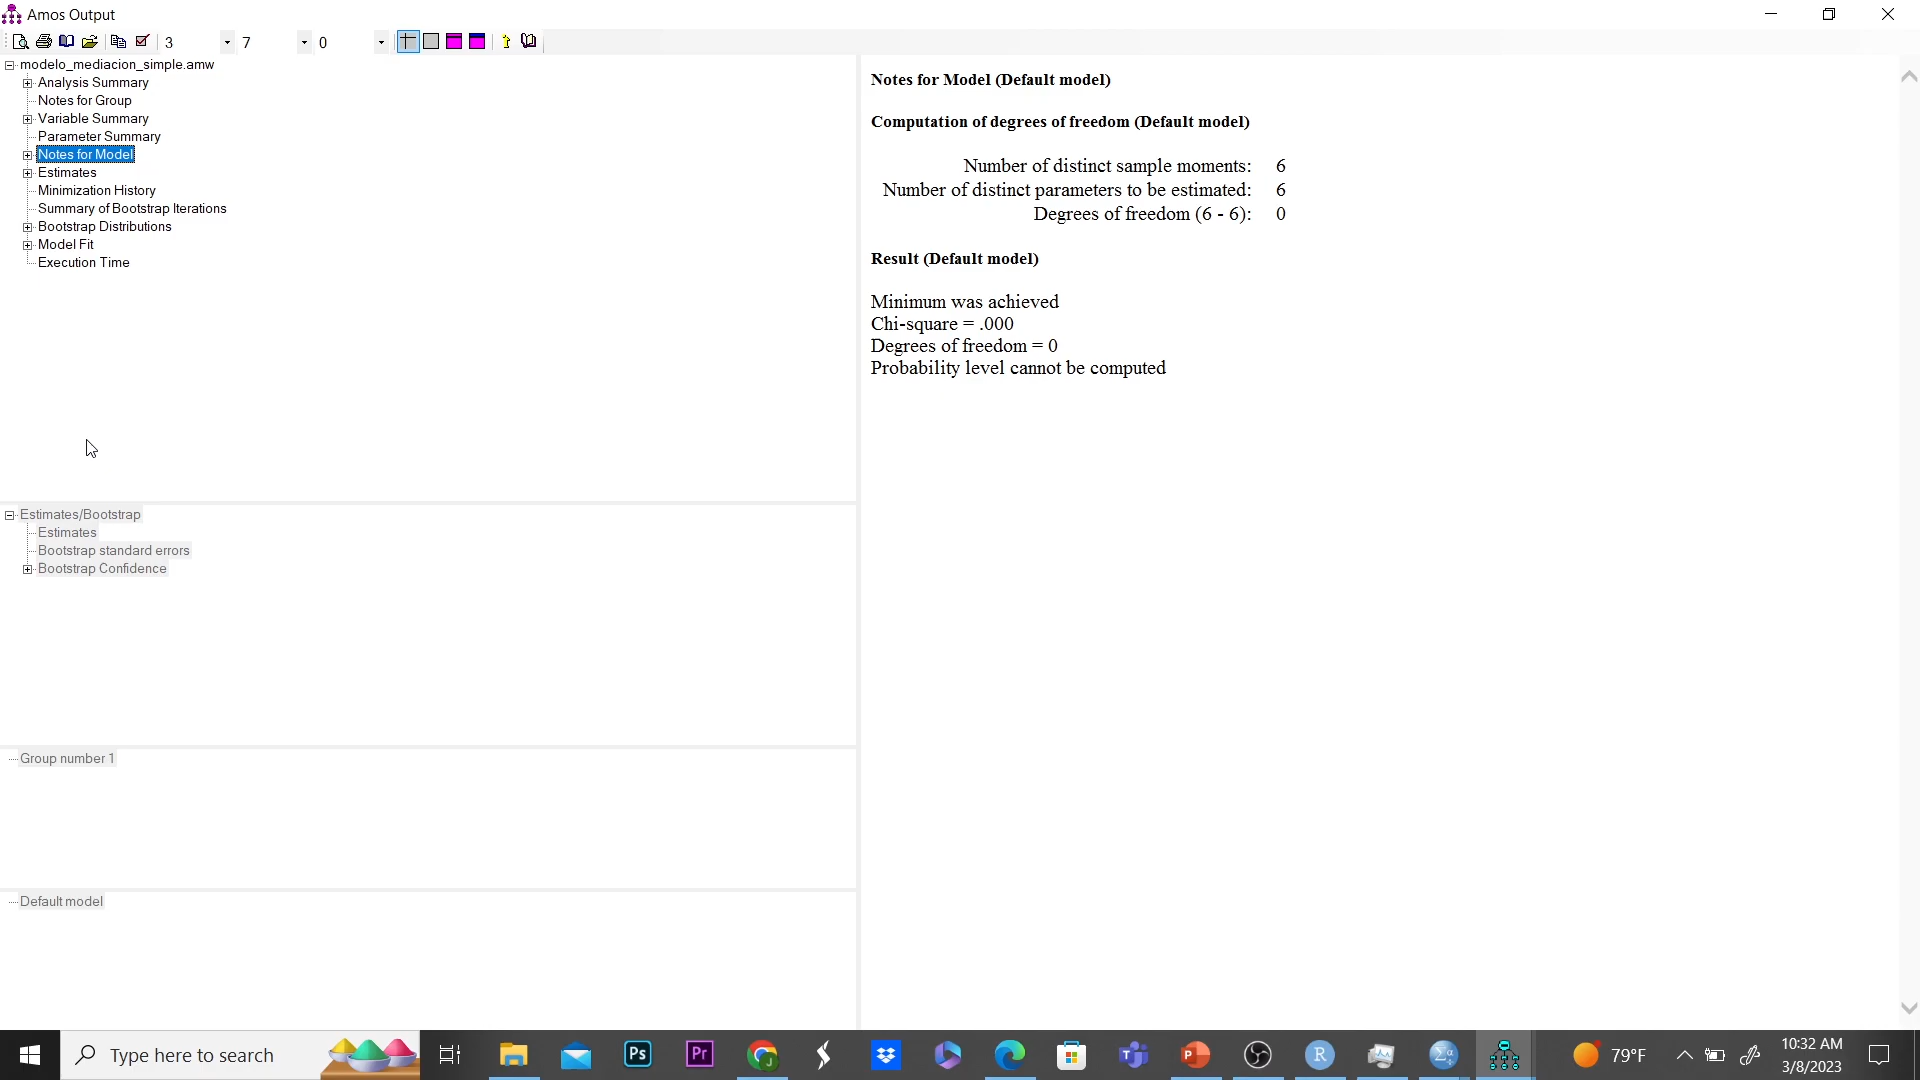 Amos Output
3 7 0
modelo_mediacion_simple.amw
Analysis Summary
Notes for Group
Variable Summary
Parameter Summary
Notes for Model
Estimates
Minimization History
Summary of Bootstrap Iterations
Bootstrap Distributions
Model Fit
Execution Time
Estimates/Bootstrap
Estimates
Bootstrap standard errors
Bootstrap Confidence
Group number 1
Default model
Notes for Model (Default model)
Computation of degrees of freedom (Default model)
Number of distinct sample moments: 6
Number of distinct parameters to be estimated: 6
Degrees of freedom (6 - 6): 0
Result (Default model)
Minimum was achieved
Chi-square = .000
Degrees of freedom = 0
Probability level cannot be computed
Type here to search
Ps
Pr
79°F
10:32 AM
3/8/2023